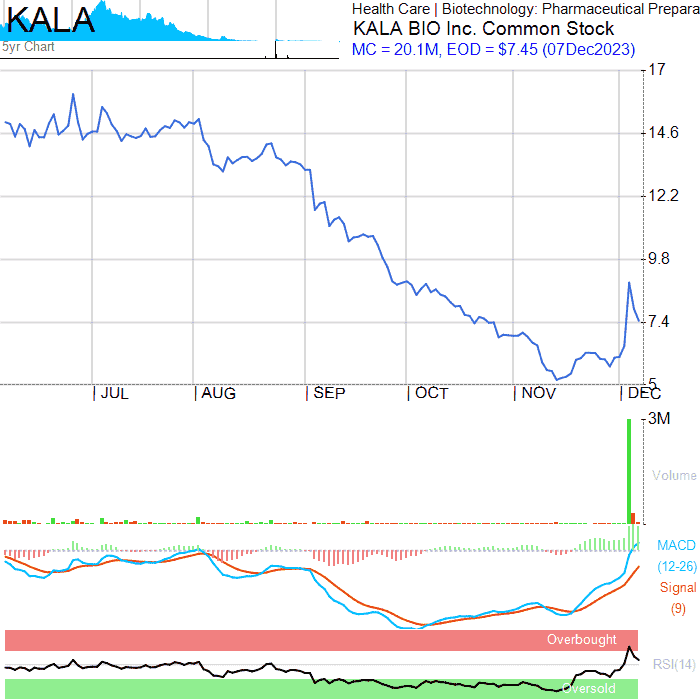 KALA
5yr Chart
Health Care | Biotechnology: Pharmaceutical Prepara
KALA BIO Inc. Common Stock
MC = 20.1M, EOD = $7.45 (07Dec2023)
17
14.6
12.2
9.8
7.4
5
JUL AUG SEP OCT NOV DEC
3M
Volume
MACD
(12-26)
Signal
(9)
Overbought
RSI(14)
Oversold